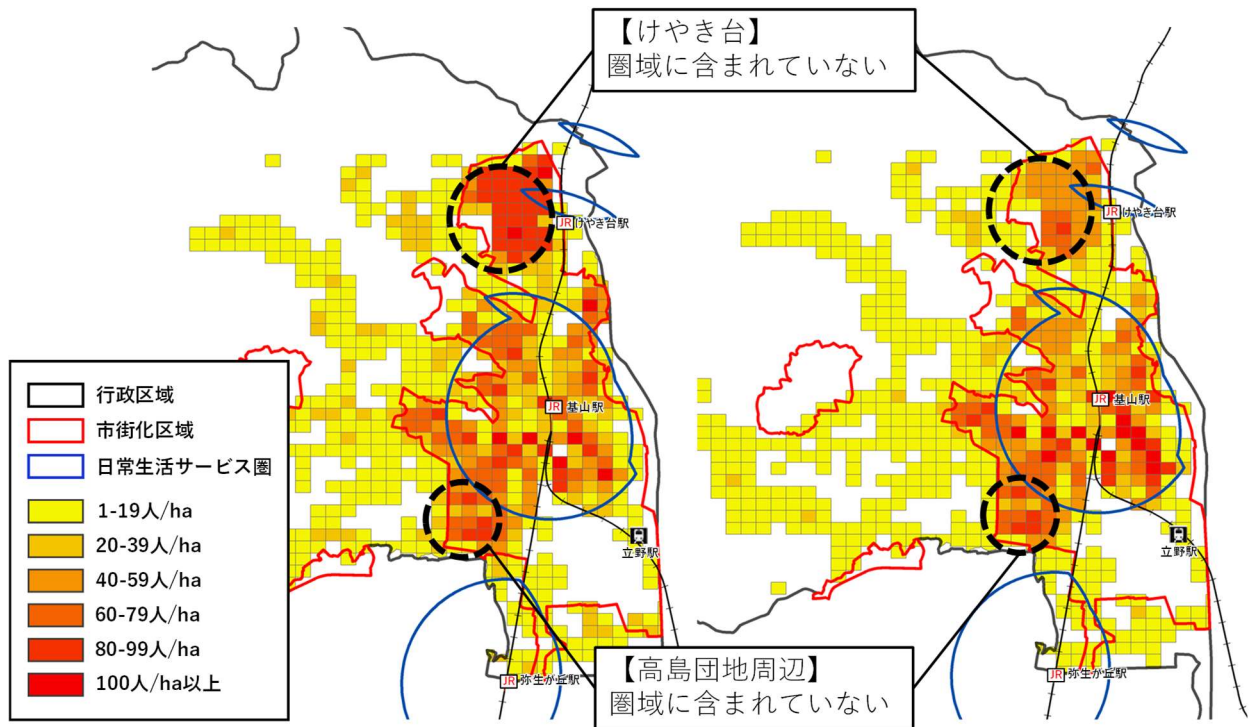 【けやき台】
圏域に含まれていない
JR けやき台駅
JR けやき台駅
行政区域
市街化区域
日常生活サービス圏
1-19人/ha
20-39人/ha
40-59人/ha
60-79人/ha
80-99人/ha
100人/ha以上
JR 基山駅
JR 基山駅
立野駅
立野駅
【高島団地周辺】
圏域に含まれていない
JR 弥生が丘駅
JR 弥生が丘駅